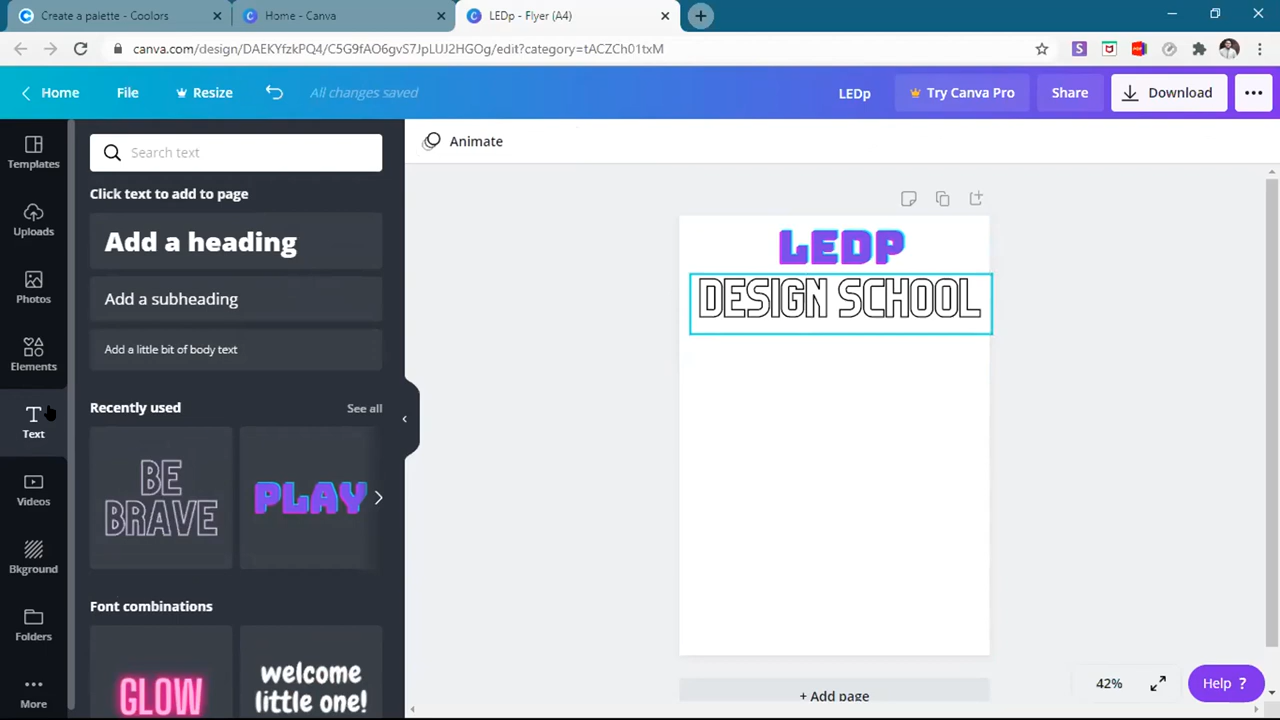 Create a palette - Coolors
Home - Canva
LEDp - Flyer (A4)
canva.com/design/DAEKYfzkPQ4/C5G9fAO6gvS7JpLUJ2HGOg/edit?category=tACZCh01txM
Home
File
Resize
All changes saved
LEDp
Try Canva Pro
Share
Download
Templates
Uploads
Photos
Elements
Text
Videos
Bkground
Folders
More
Search text
Click text to add to page
Add a heading
Add a subheading
Add a little bit of body text
Recently used
See all
BE
BRAVE
PLAY
Font combinations
GLOW
welcome
little one!
Animate
LEDP
DESIGN SCHOOL
+ Add page
42%
Help ?